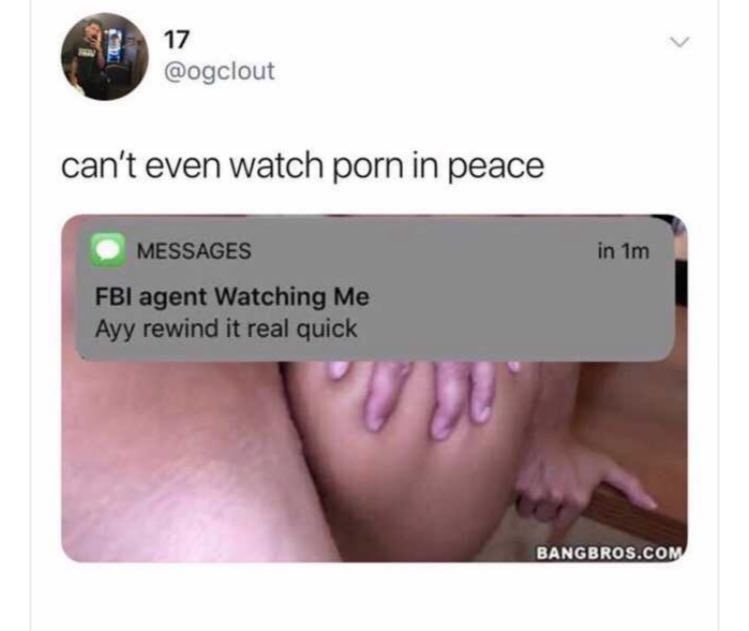 17
@ogclout
can't even watch porn in peace
MESSAGES in 1m
FBI agent Watching Me
Ayy rewind it real quick
BANGBROS.COM